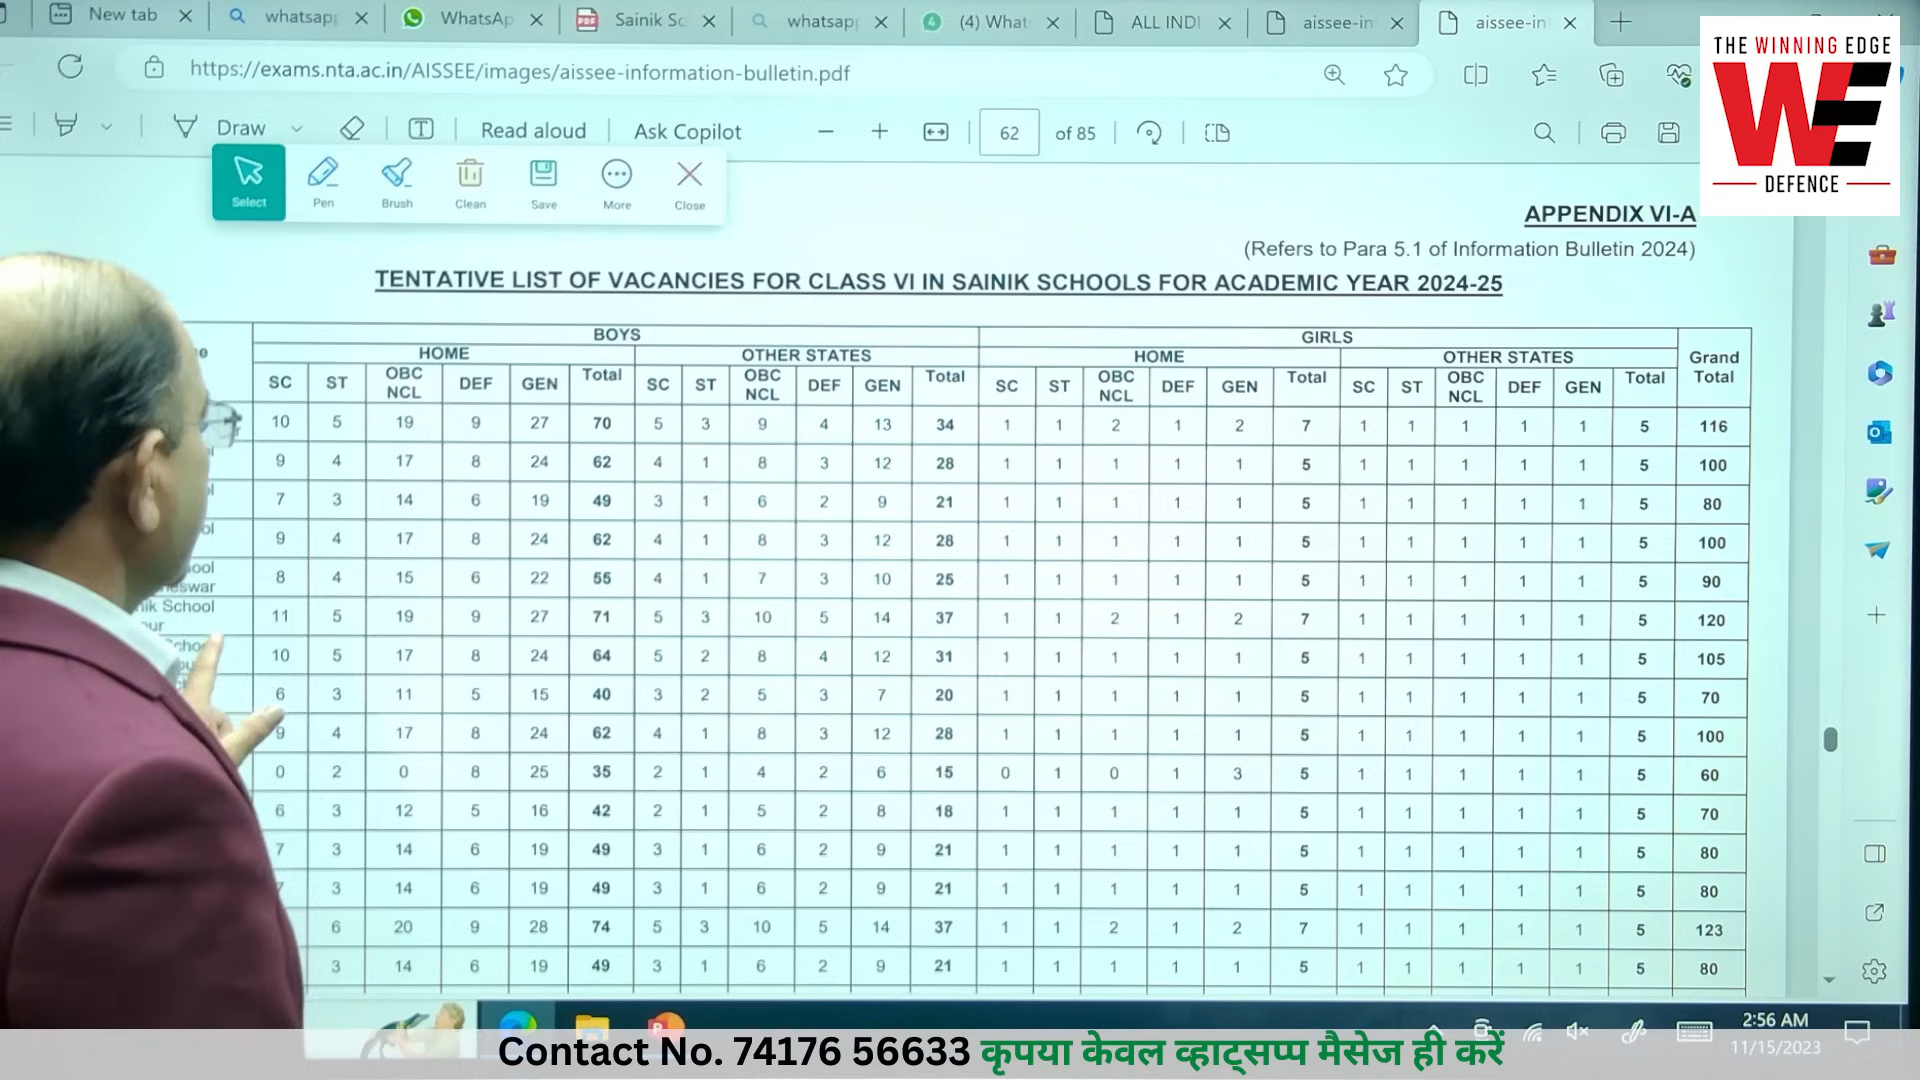 New tab
whatsap
WhatsAp
Sainik Sc
whatsapp
(4) What
ALL INDI
aissee-in
aissee-in
THE WINNING EDGE
WE
DEFENCE
https://exams.nta.ac.in/AISSEE/images/aissee-information-bulletin.pdf
Draw
Read aloud
Ask Copilot
62
of 85
Select
Pen
Brush
Clean
Save
More
Close
APPENDIX VI-A
(Refers to Para 5.1 of Information Bulletin 2024)
TENTATIVE LIST OF VACANCIES FOR CLASS VI IN SAINIK SCHOOLS FOR ACADEMIC YEAR 2024-25
BOYS GIRLS Grand Total
HOME OTHER STATES HOME OTHER STATES
SC ST OBC NCL DEF GEN Total SC ST OBC NCL DEF GEN Total SC ST OBC NCL DEF GEN Total SC ST OBC NCL DEF GEN Total
10 5 19 9 27 70 5 3 9 4 13 34 1 1 2 1 2 7 1 1 1 1 1 5 116
9 4 17 8 24 62 4 1 8 3 12 28 1 1 1 1 1 5 1 1 1 1 1 5 100
7 3 14 6 19 49 3 1 6 2 9 21 1 1 1 1 1 5 1 1 1 1 1 5 80
9 4 17 8 24 62 4 1 8 3 12 28 1 1 1 1 1 5 1 1 1 1 1 5 100
8 4 15 6 22 55 4 1 7 3 10 25 1 1 1 1 1 5 1 1 1 1 1 5 90
School 11 5 19 9 27 71 5 3 10 5 14 37 1 1 2 1 2 7 1 1 1 1 1 5 120
10 5 17 8 24 64 5 2 8 4 12 31 1 1 1 1 1 5 1 1 1 1 1 5 105
6 3 11 5 15 40 3 2 5 3 7 20 1 1 1 1 1 5 1 1 1 1 1 5 70
9 4 17 8 24 62 4 1 8 3 12 28 1 1 1 1 1 5 1 1 1 1 1 5 100
0 2 0 8 25 35 2 1 4 2 6 15 0 1 0 1 3 5 1 1 1 1 1 5 60
6 3 12 5 16 42 2 1 5 2 8 18 1 1 1 1 1 5 1 1 1 1 1 5 70
7 3 14 6 19 49 3 1 6 2 9 21 1 1 1 1 1 5 1 1 1 1 1 5 80
3 14 6 19 49 3 1 6 2 9 21 1 1 1 1 1 5 1 1 1 1 1 5 80
6 20 9 28 74 5 3 10 5 14 37 1 1 2 1 2 7 1 1 1 1 1 5 123
3 14 6 19 49 3 1 6 2 9 21 1 1 1 1 1 5 1 1 1 1 1 5 80
2:56 AM
11/15/2023
Contact No. 74176 56633 कृपया केवल व्हाट्सप्प मैसेज ही करें